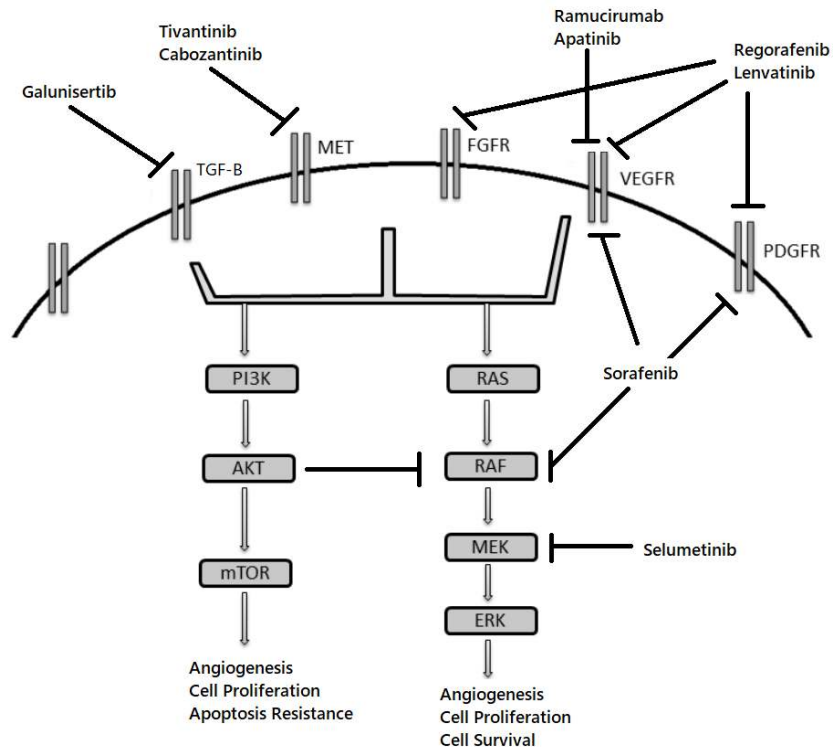 Tivantinib
Cabozantinib
Ramucirumab
Apatinib
Regorafenib
Lenvatinib
Galunisertib
TGF-B
MET
FGFR
VEGFR
PDGFR
PI3K
RAS
Sorafenib
AKT
RAF
mTOR
MEK
Selumetinib
ERK
Angiogenesis
Cell Proliferation
Apoptosis Resistance
Angiogenesis
Cell Proliferation
Cell Survival